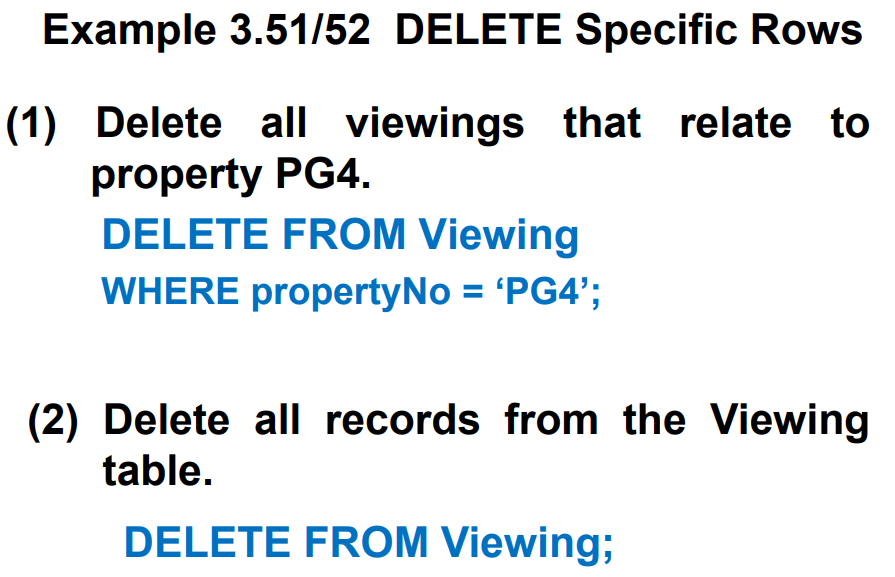 Example 3.51/52 DELETE Specific Rows
(1) Delete all viewings that relate to
property PG4.
DELETE FROM Viewing
WHERE propertyNo = ‘PG4’;
(2) Delete all records from the Viewing
table.
DELETE FROM Viewing;